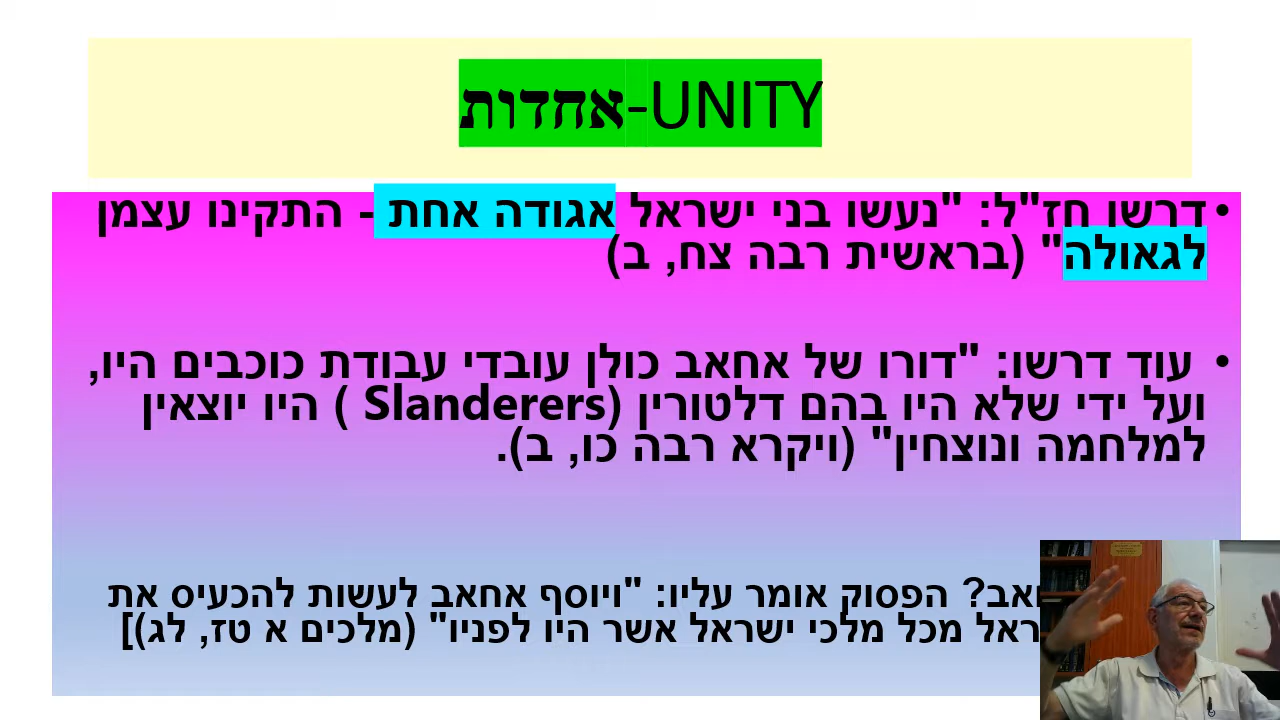 אחדות-UNITY
• דרשו חז"ל: "נעשו בני ישראל אגודה אחת - התקינו עצמן
לגאולה" (בראשית רבה צח, ב)
• עוד דרשו: "דורו של אחאב כולן עובדי עבודת כוכבים היו,
ועל ידי שלא היו בהם דלטורין (Slanderers ) היו יוצאין
למלחמה ונוצחין" (ויקרא רבה כו, ב).
הפסוק אומר עליו: "ויוסף אחאב לעשות להכעיס את
מכל מלכי ישראל אשר היו לפניו" (מלכים א טז, לג)]